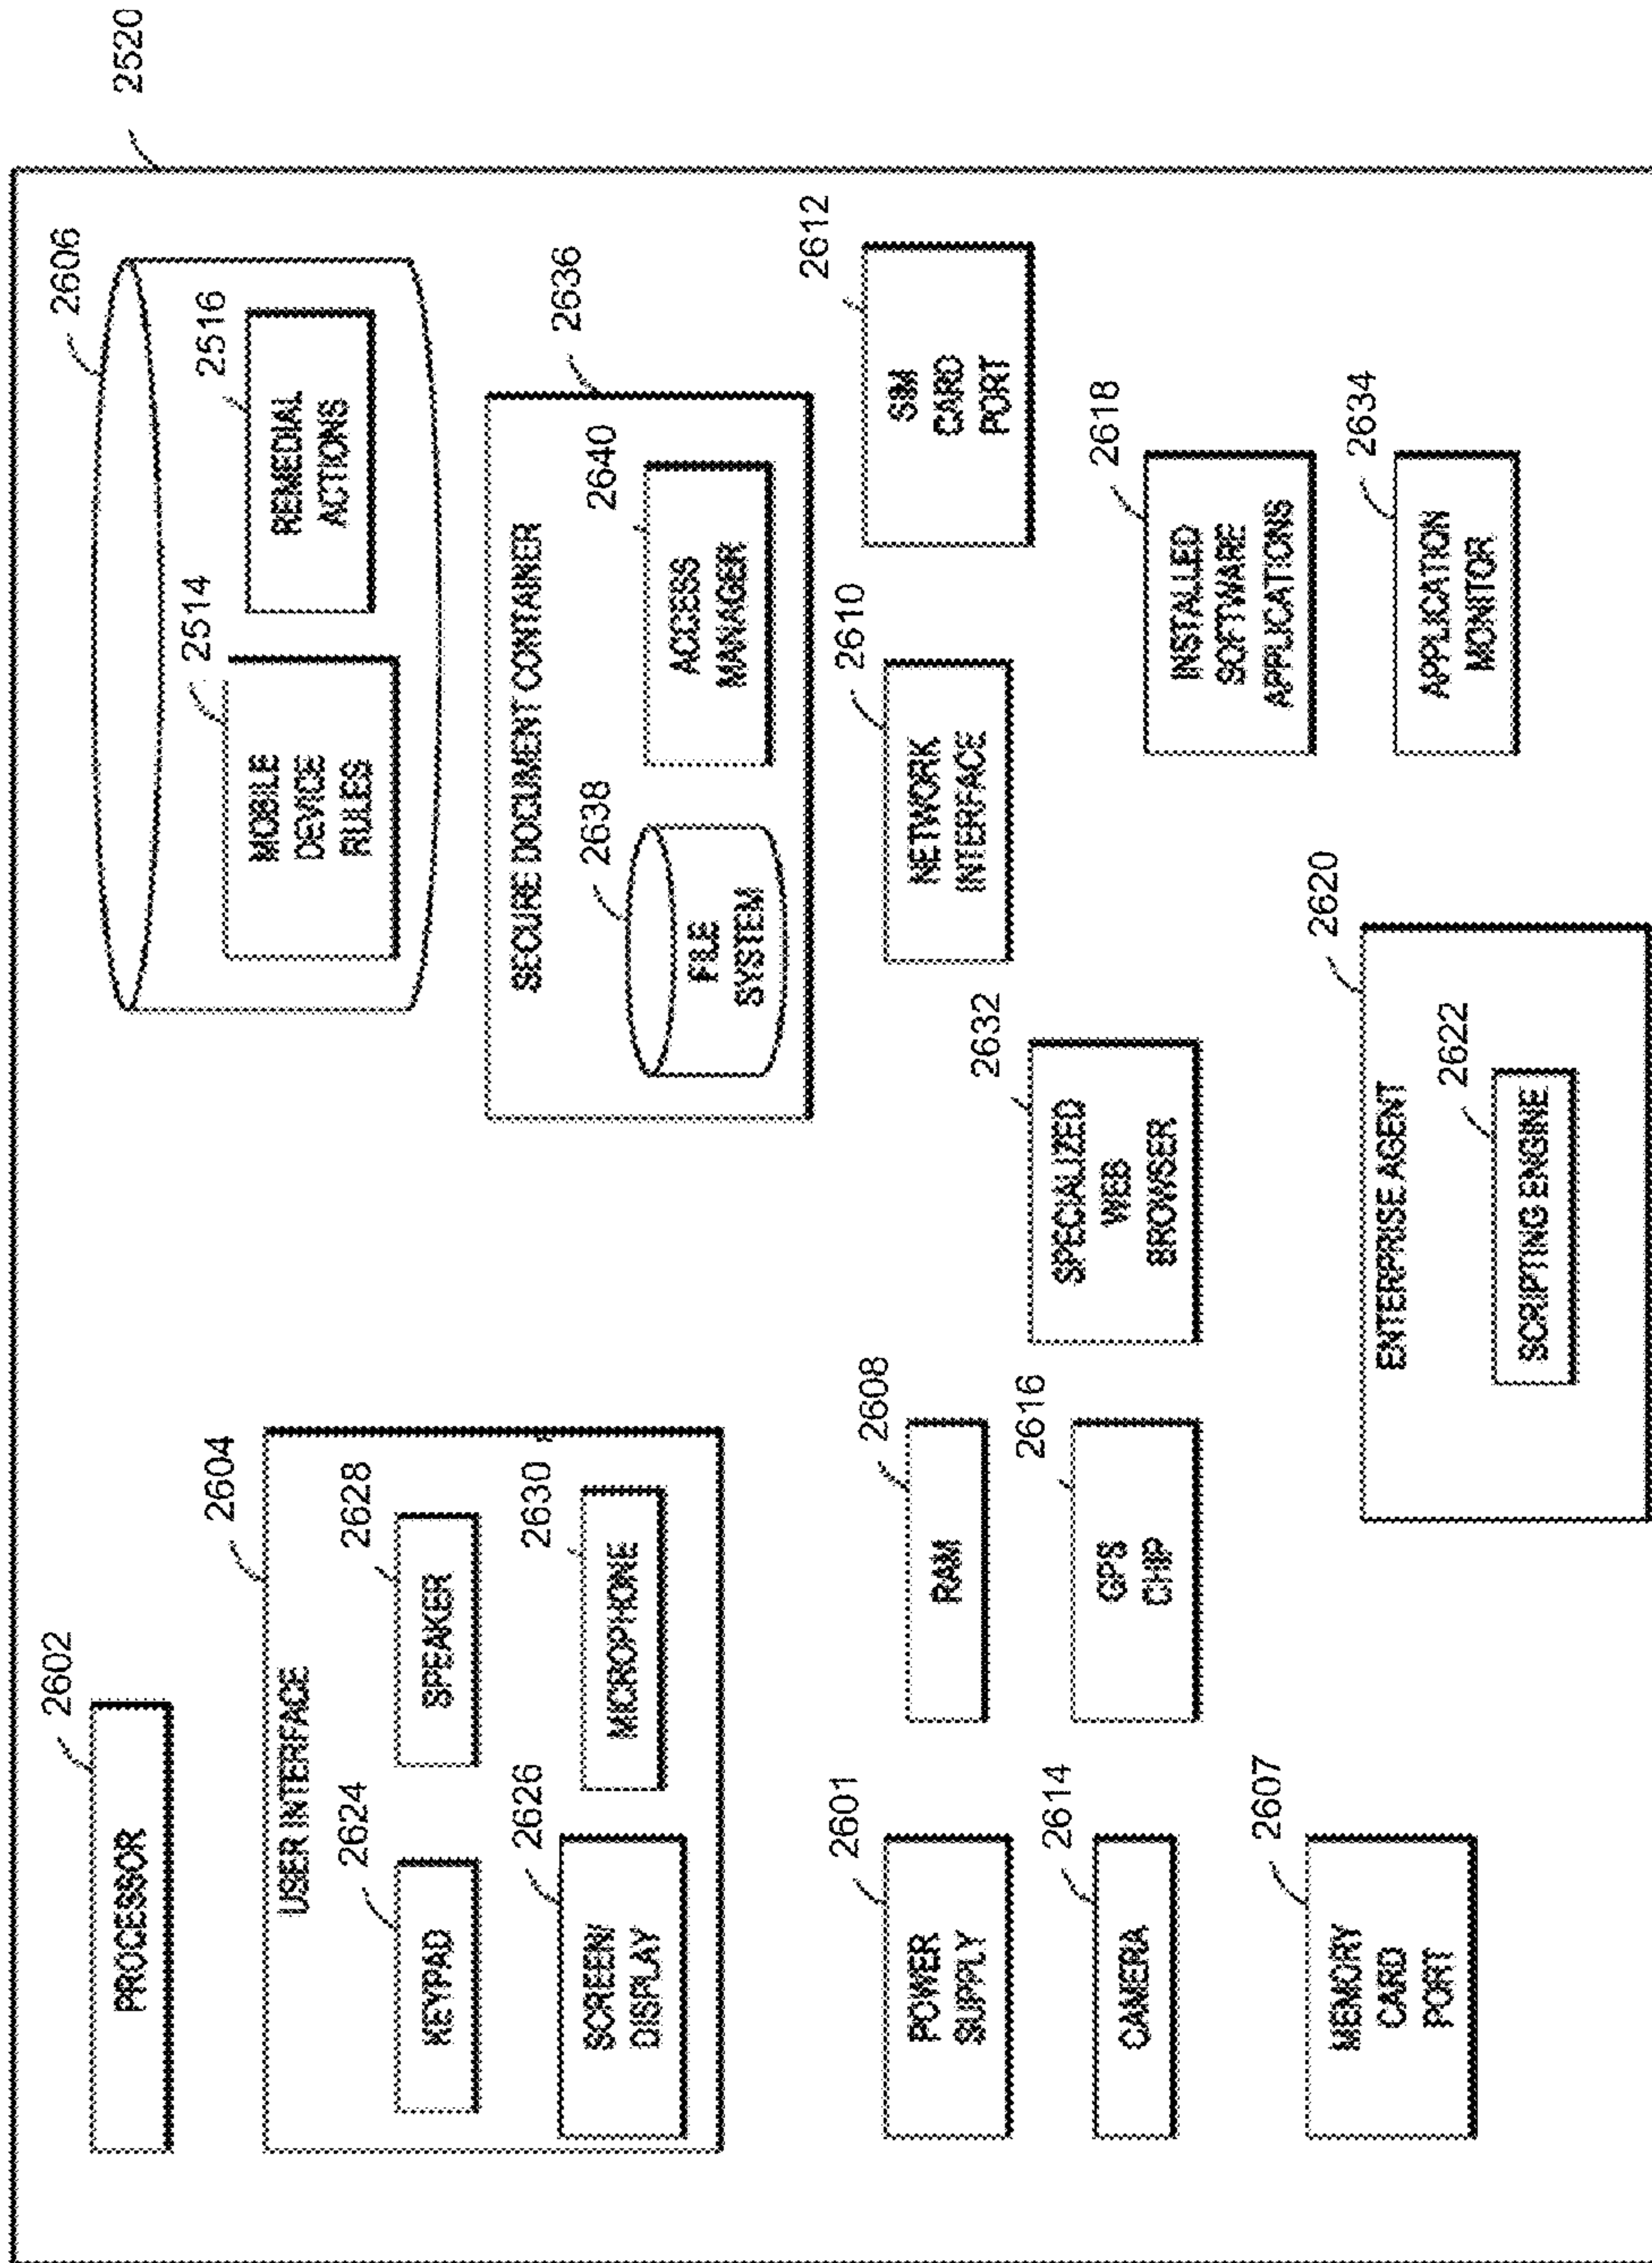 2520
2602
PROCESSOR
2604
USER INTERFACE
2624
KEYPAD
2628
SPEAKER
2626
SCREEN/
DISPLAY
2630
MICROPHONE
2606
2514
MOBILE
DEVICE
RULES
2516
REMEDIAL
ACTIONS
2636
SECURE DOCUMENT CONTAINER
2638
FILE
SYSTEM
2640
ACCESS
MANAGER
2601
POWER
SUPPLY
2608
RAM
2610
NETWORK
INTERFACE
2612
SIM
CARD
PORT
2614
CAMERA
2616
GPS
CHIP
2632
SPECIALIZED
WEB
BROWSER
2618
INSTALLED
SOFTWARE
APPLICATIONS
2607
MEMORY
CARD
PORT
2620
ENTERPRISE AGENT
2622
SCRIPTING ENGINE
2634
APPLICATION
MONITOR